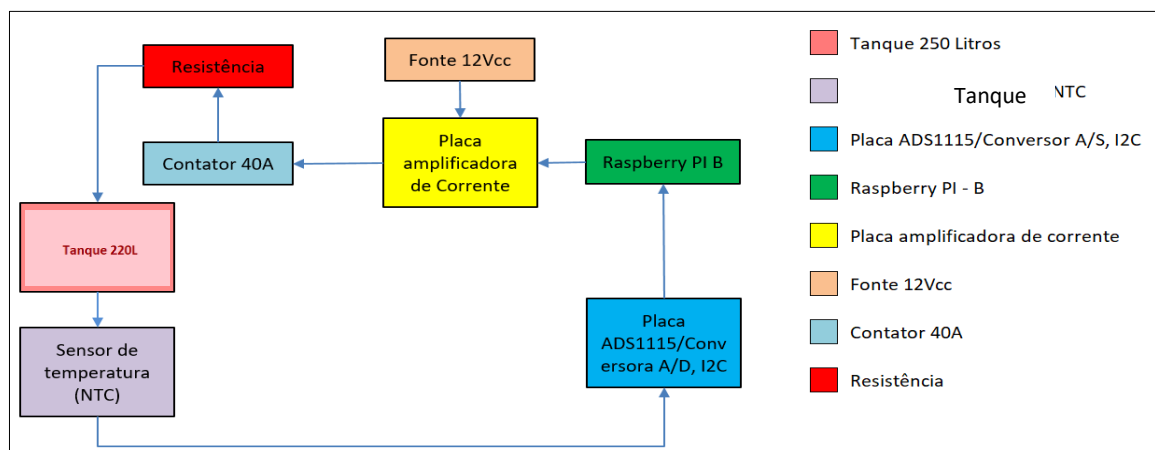 Resistência
Fonte 12Vcc
Contator 40A
Placa
amplificadora
de Corrente
Raspberry PI B
Tanque 220L
Sensor de
temperatura
(NTC)
Placa
ADS1115/Conv
ersora A/D, I2C
Tanque 250 Litros
Tanque NTC
Placa ADS1115/Conversor A/S, I2C
Raspberry PI - B
Placa amplificadora de corrente
Fonte 12Vcc
Contator 40A
Resistência